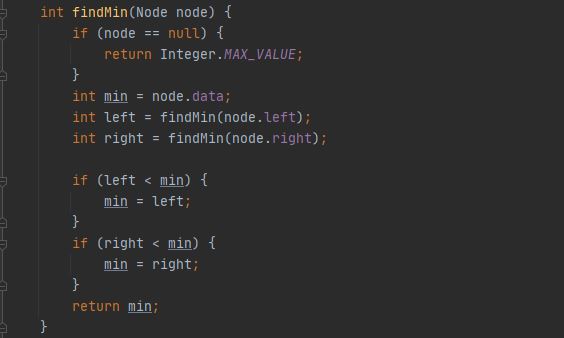 int findMin(Node node) {
    if (node == null) {
        return Integer.MAX_VALUE;
    }
    int min = node.data;
    int left = findMin(node.left);
    int right = findMin(node.right);

    if (left < min) {
        min = left;
    }
    if (right < min) {
        min = right;
    }
    return min;
}